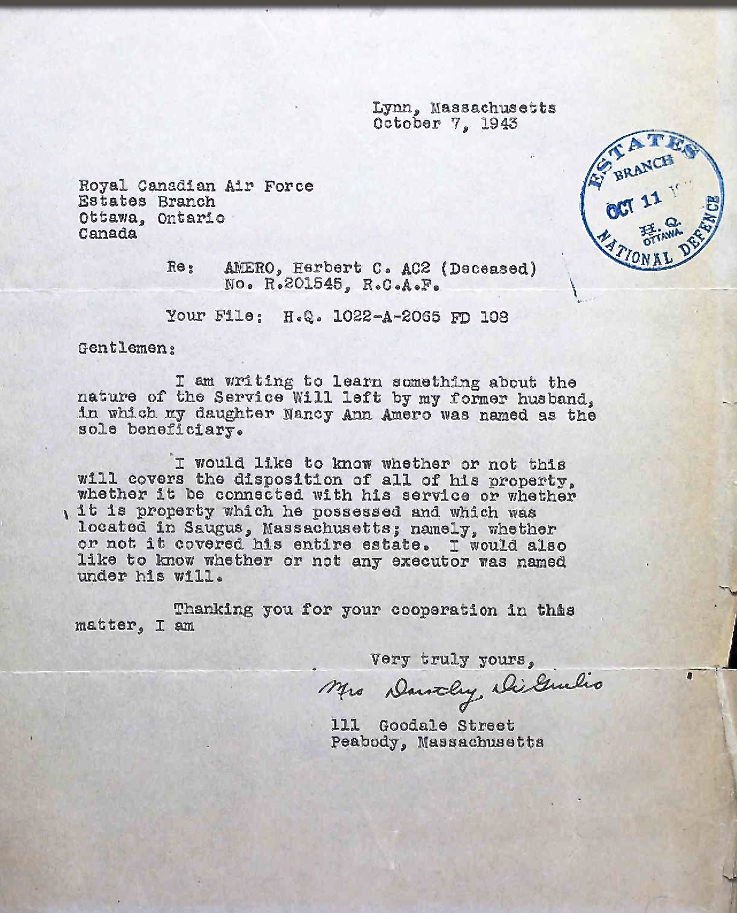 Lynn, Massachusetts
October 7, 1943
ESTATES
BRANCH
OCT 11
H.Q.
OTTAWA.
NATIONAL DEFENCE
Royal Canadian Air Force
Estates Branch
Ottawa, Ontario
Canada
Re: AMERO, Herbert C. AC2 (Deceased)
No. R.201545, R.C.A.F.
Your File: H.Q. 1022-A-2065 FD 108
Gentlemen:
I am writing to learn something about the
nature of the Service Will left by my former husband,
in which my daughter Nancy Ann Amero was named as the
sole beneficiary.
I would like to know whether or not this
will covers the disposition of all of his property,
whether it be connected with his service or whether
it is property which he possessed and which was
located in Saugus, Massachusetts; namely, whether
or not it covered his entire estate. I would also
like to know whether or not any executor was named
under his will.
Thanking you for your cooperation in this
matter, I am
Very truly yours,
Mrs Dorothy DiGiulio
111 Goodale Street
Peabody, Massachusetts